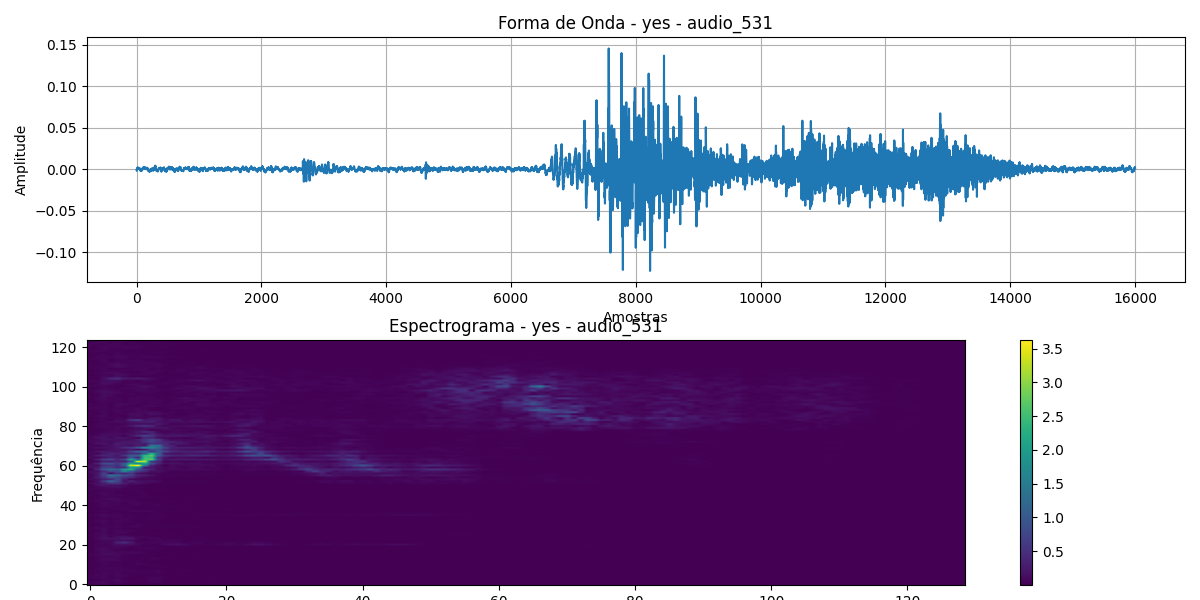 Forma de Onda - yes - audio_531
Amplitude
0.15
0.10
0.05
0.00
−0.05
−0.10
0 2000 4000 6000 8000 10000 12000 14000 16000
Amostras
Espectrograma - yes - audio_531
Frequência
120
100
80
60
40
20
0
0 20 40 60 80 100 120
3.5
3.0
2.5
2.0
1.5
1.0
0.5